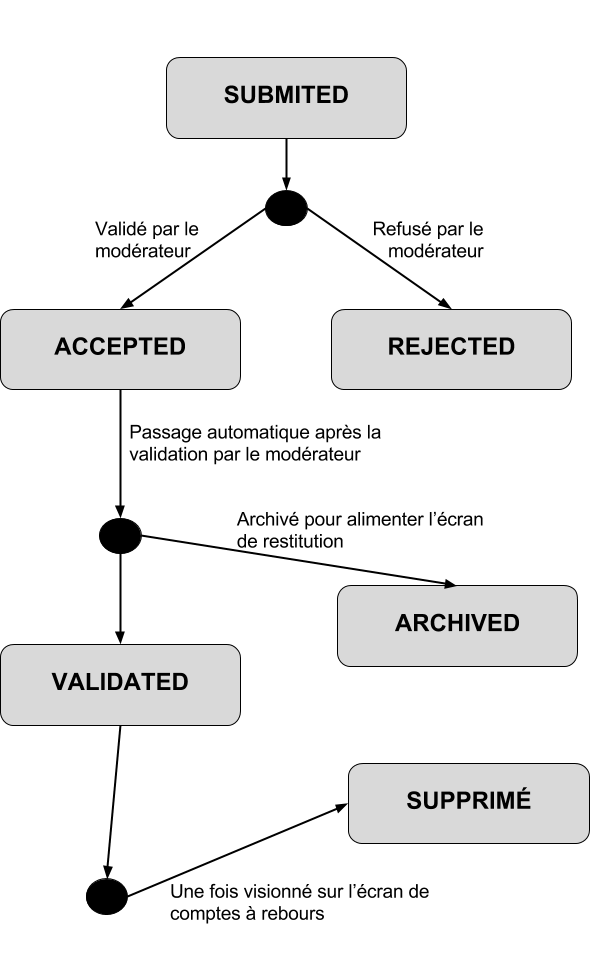 SUBMITED
Validé par le
modérateur
Refusé par le
modérateur
ACCEPTED
REJECTED
Passage automatique après la
validation par le modérateur
Archivé pour alimenter l’écran
de restitution
ARCHIVED
VALIDATED
SUPPRIMÉ
Une fois visionné sur l’écran de
comptes à rebours